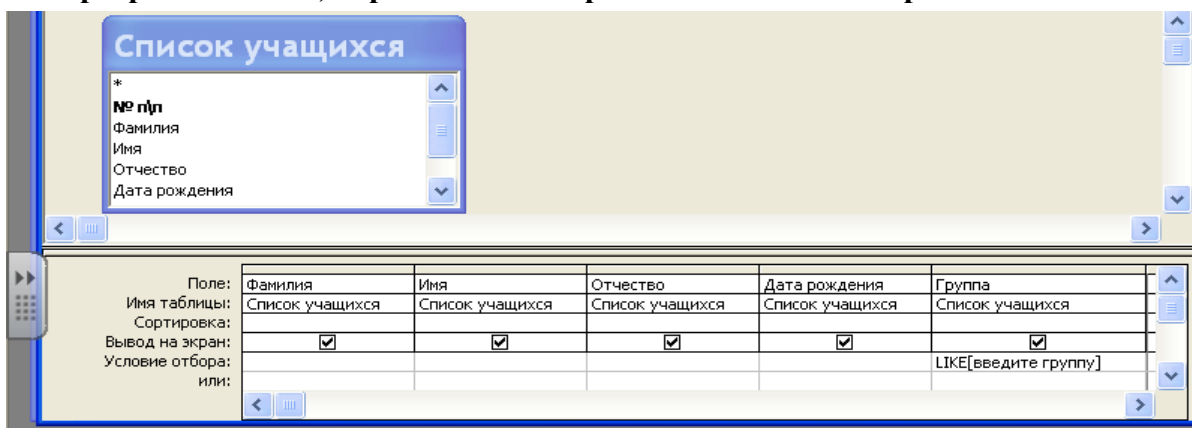 Список учащихся
*
№ п\п
Фамилия
Имя
Отчество
Дата рождения
Поле: Фамилия Имя Отчество Дата рождения Группа
Имя таблицы: Список учащихся Список учащихся Список учащихся Список учащихся Список учащихся
Сортировка:
Вывод на экран:
Условие отбора: LIKE[введите группу]
или: